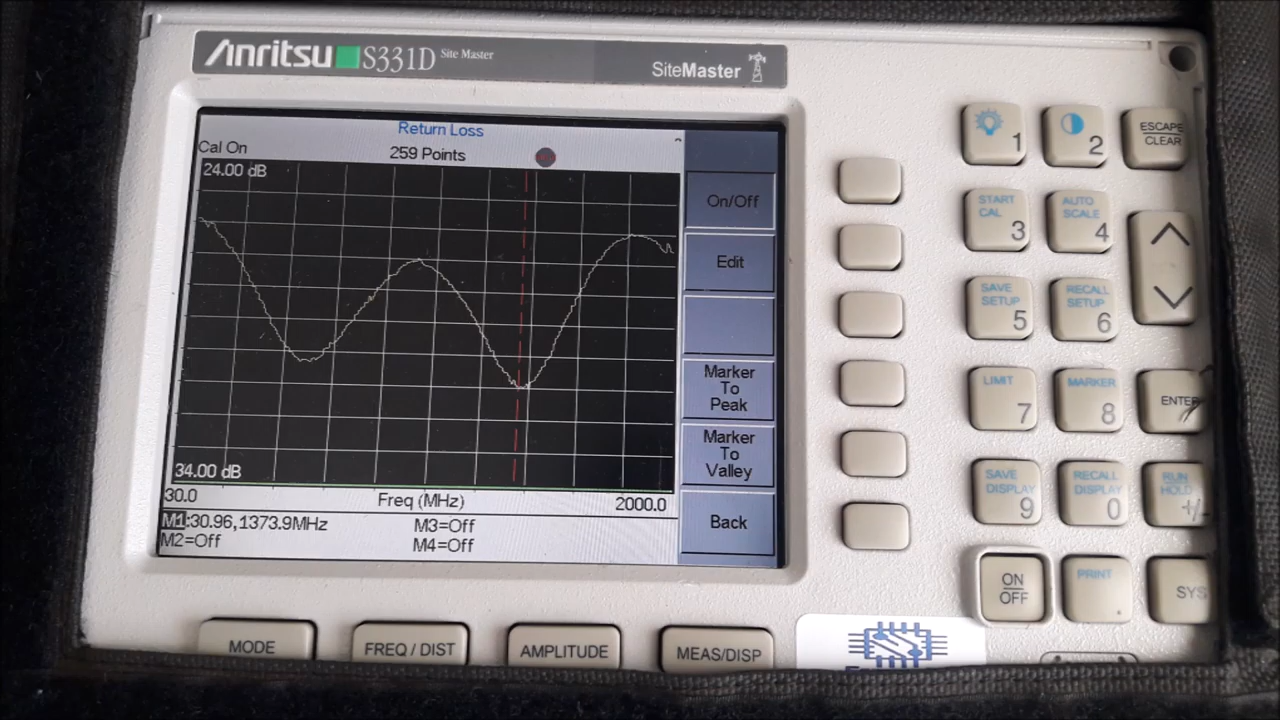 Anritsu S331D Site Master
SiteMaster
Return Loss
Cal On
259 Points
24.00 dB
34.00 dB
30.0
Freq (MHz)
2000.0
M1:30.96,1373.9MHz
M3=Off
M2=Off
M4=Off
On/Off
Edit
Marker
To
Peak
Marker
To
Valley
Back
1
2
ESCAPE
CLEAR
START
CAL
3
AUTO
SCALE
4
SAVE
SETUP
5
RECALL
SETUP
6
LIMIT
7
MARKER
8
ENTER
SAVE
DISPLAY
9
RECALL
DISPLAY
0
RUN
HOLD
+/-
ON
OFF
PRINT
.
SYS
MODE
FREQ / DIST
AMPLITUDE
MEAS/DISP